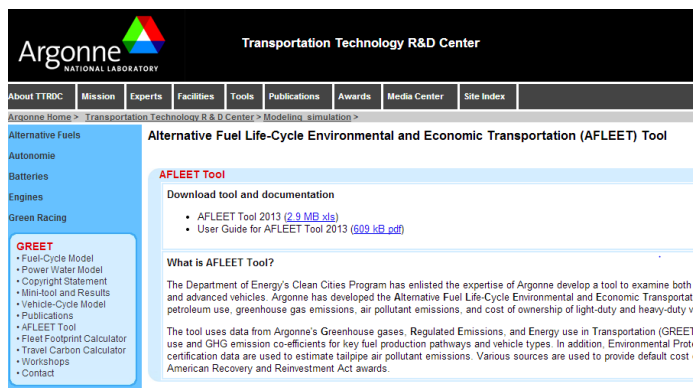 Argonne
NATIONAL LABORATORY
Transportation Technology R&D Center
About TTRDC Mission Experts Facilities Tools Publications Awards Media Center Site Index
Argonne Home > Transportation Technology R & D Center > Modeling simulation >
Alternative Fuels
Autonomie
Batteries
Engines
Green Racing
GREET
• Fuel-Cycle Model
• Power Water Model
• Copyright Statement
• Mini-tool and Results
• Vehicle-Cycle Model
• Publications
• AFLEET Tool
• Fleet Footprint Calculator
• Travel Carbon Calculator
• Workshops
• Contact
Alternative Fuel Life-Cycle Environmental and Economic Transportation (AFLEET) Tool
AFLEET Tool
Download tool and documentation
• AFLEET Tool 2013 (2.9 MB xls)
• User Guide for AFLEET Tool 2013 (609 kB pdf)
What is AFLEET Tool?
The Department of Energy's Clean Cities Program has enlisted the expertise of Argonne develop a tool to examine both
and advanced vehicles. Argonne has developed the Alternative Fuel Life-Cycle Environmental and Economic Transportat
petroleum use, greenhouse gas emissions, air pollutant emissions, and cost of ownership of light-duty and heavy-duty v
The tool uses data from Argonne's Greenhouse gases, Regulated Emissions, and Energy use in Transportation (GREET
use and GHG emission co-efficients for key fuel production pathways and vehicle types. In addition, Environmental Prote
certification data are used to estimate tailpipe air pollutant emissions. Various sources are used to provide default cost
American Recovery and Reinvestment Act awards.